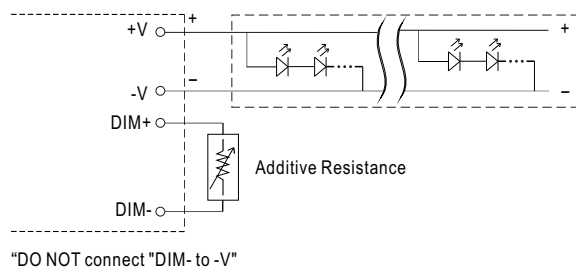 +V +
-V −
+
−
DIM+
Additive Resistance
DIM-
“DO NOT connect "DIM- to -V"